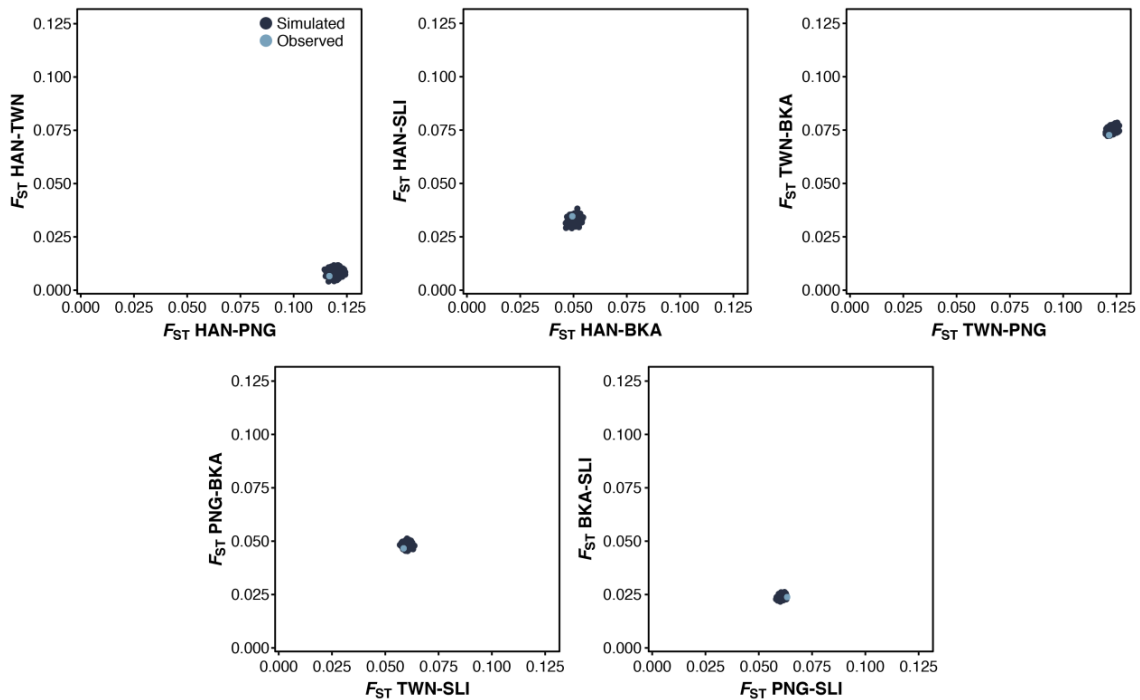 Simulated
Observed
0.125
0.100
0.075
0.050
0.025
0.000
FST HAN-TWN
0.000 0.025 0.050 0.075 0.100 0.125
FST HAN-PNG
0.125
0.100
0.075
0.050
0.025
0.000
FST HAN-SLI
0.000 0.025 0.050 0.075 0.100 0.125
FST HAN-BKA
0.125
0.100
0.075
0.050
0.025
0.000
FST TWN-BKA
0.000 0.025 0.050 0.075 0.100 0.125
FST TWN-PNG
0.125
0.100
0.075
0.050
0.025
0.000
FST PNG-BKA
0.000 0.025 0.050 0.075 0.100 0.125
FST TWN-SLI
0.125
0.100
0.075
0.050
0.025
0.000
FST BKA-SLI
0.000 0.025 0.050 0.075 0.100 0.125
FST PNG-SLI